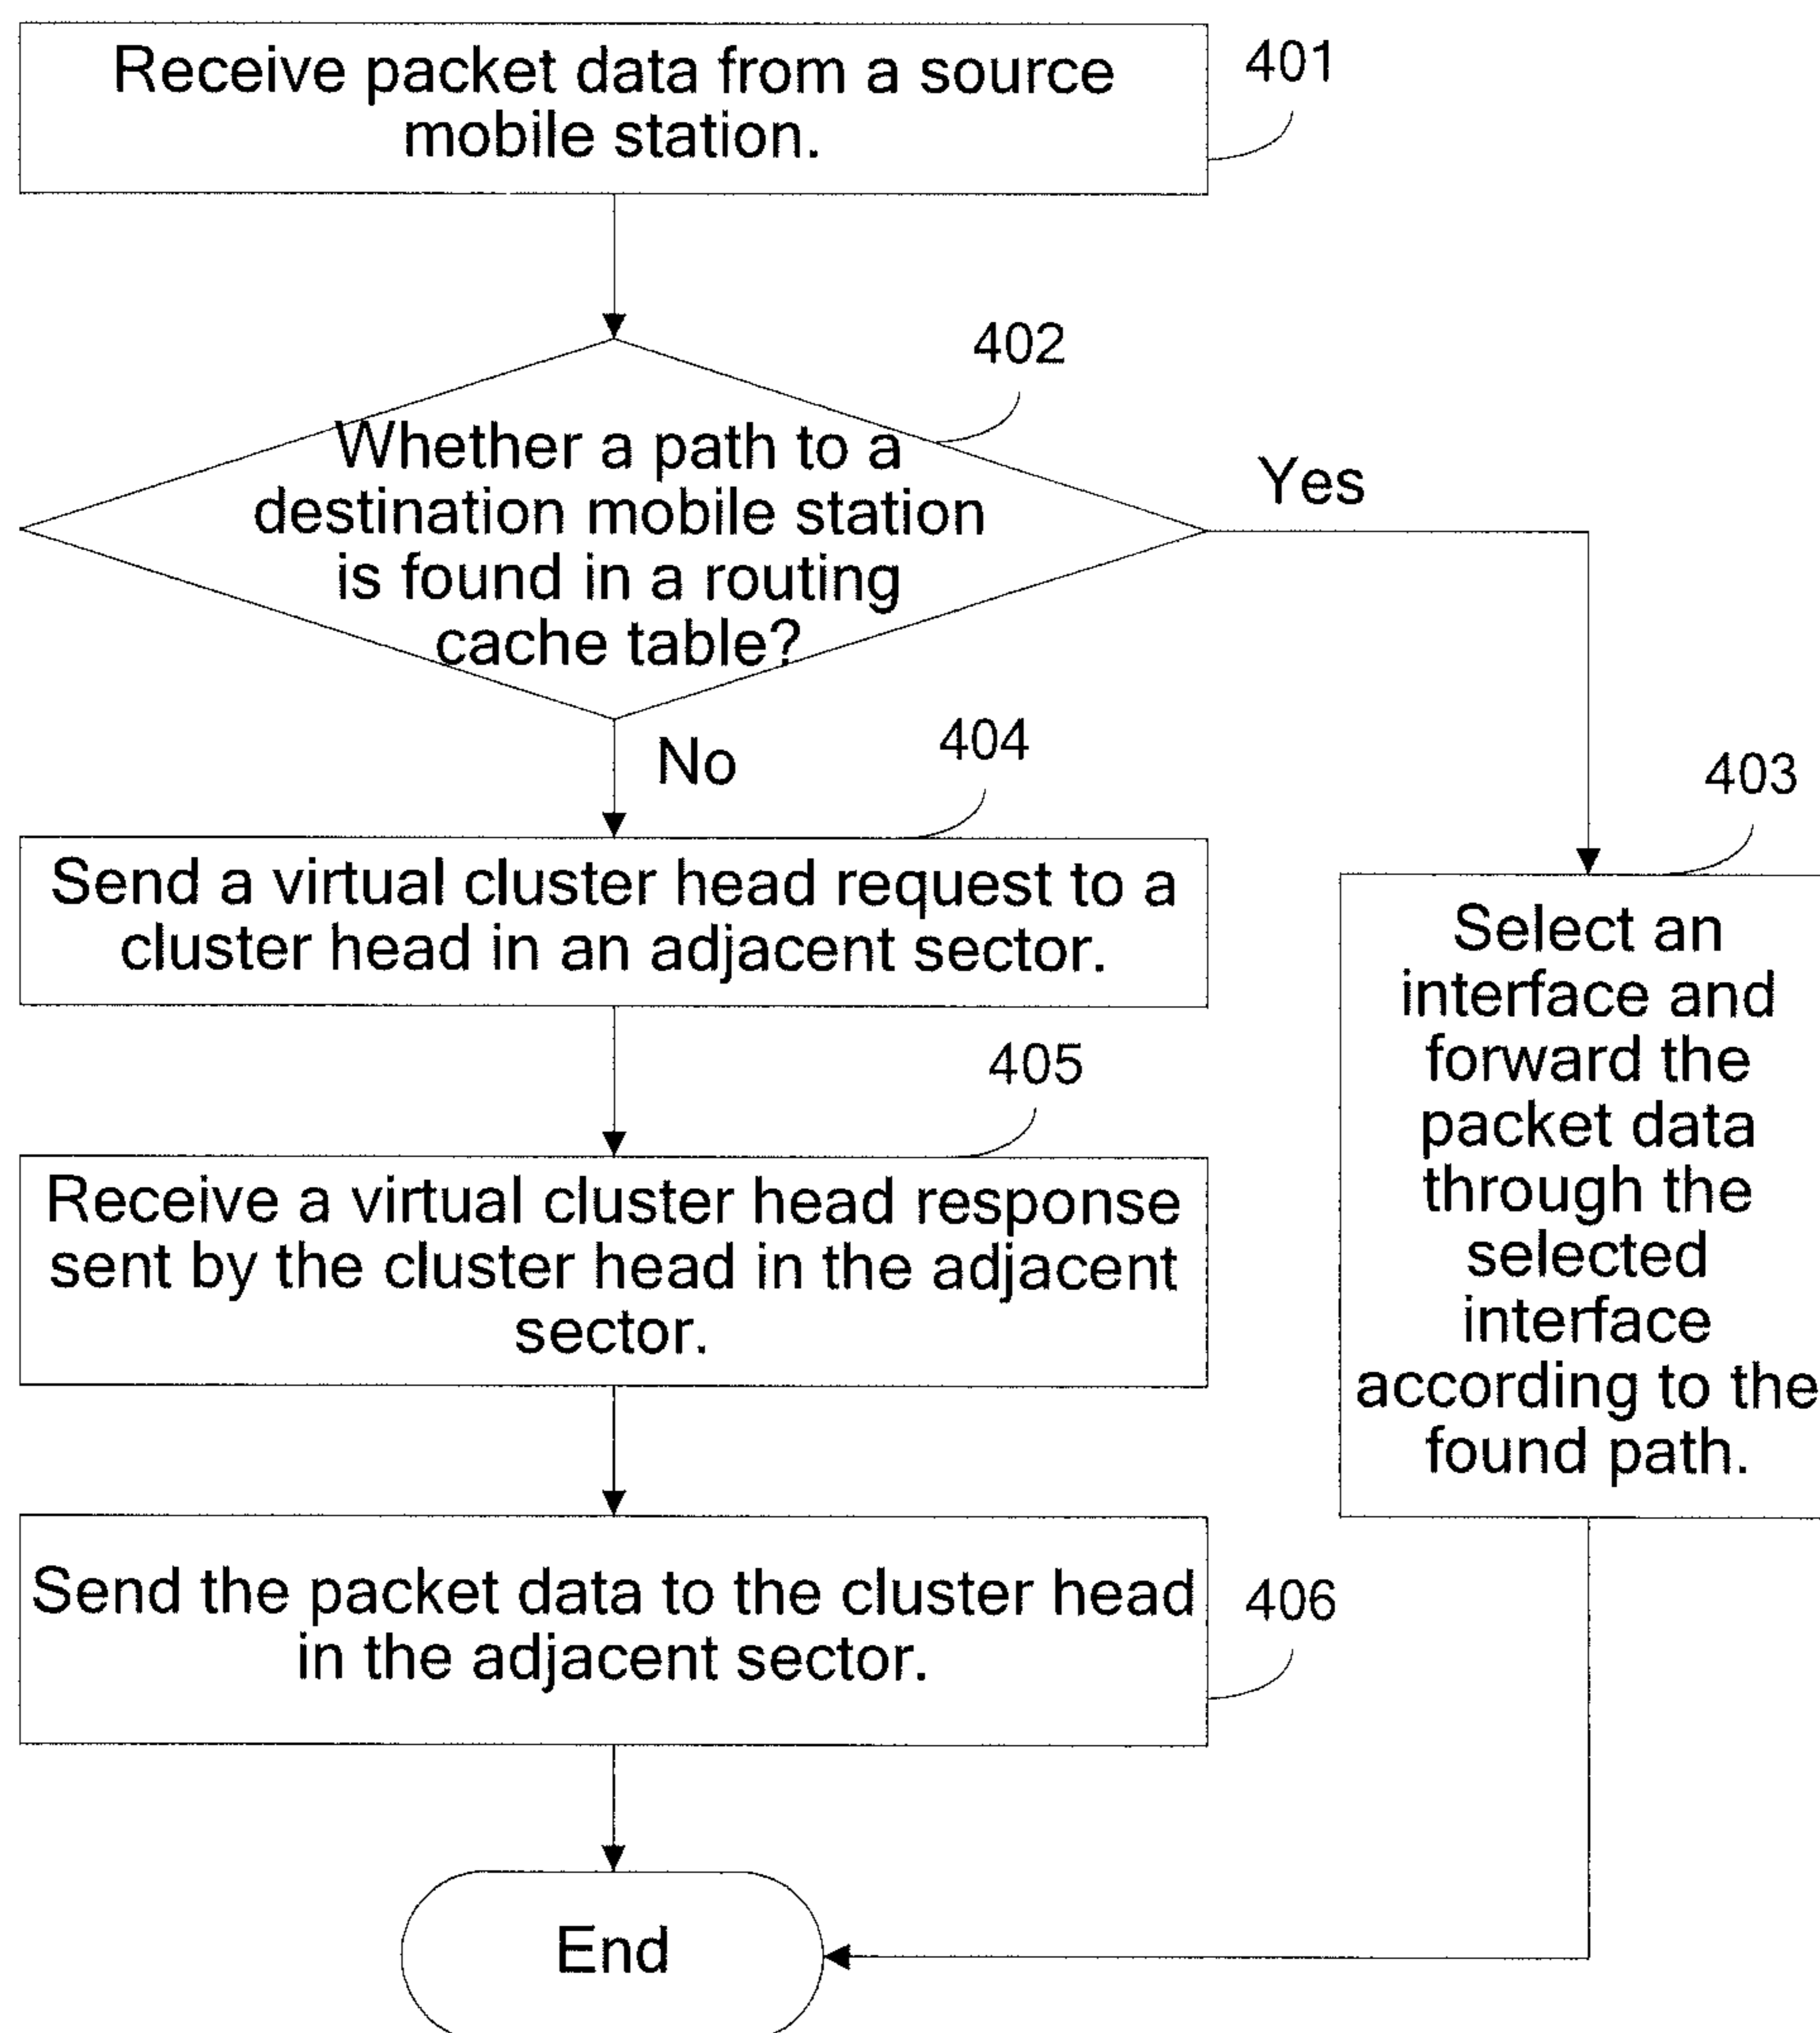 Receive packet data from a source
mobile station.
401
402
Whether a path to a
destination mobile station
is found in a routing
cache table?
Yes
No
404
403
Send a virtual cluster head request to a
cluster head in an adjacent sector.
Select an
interface and
forward the
packet data
through the
selected
interface
according to the
found path.
405
Receive a virtual cluster head response
sent by the cluster head in the adjacent
sector.
Send the packet data to the cluster head
in the adjacent sector.
406
End